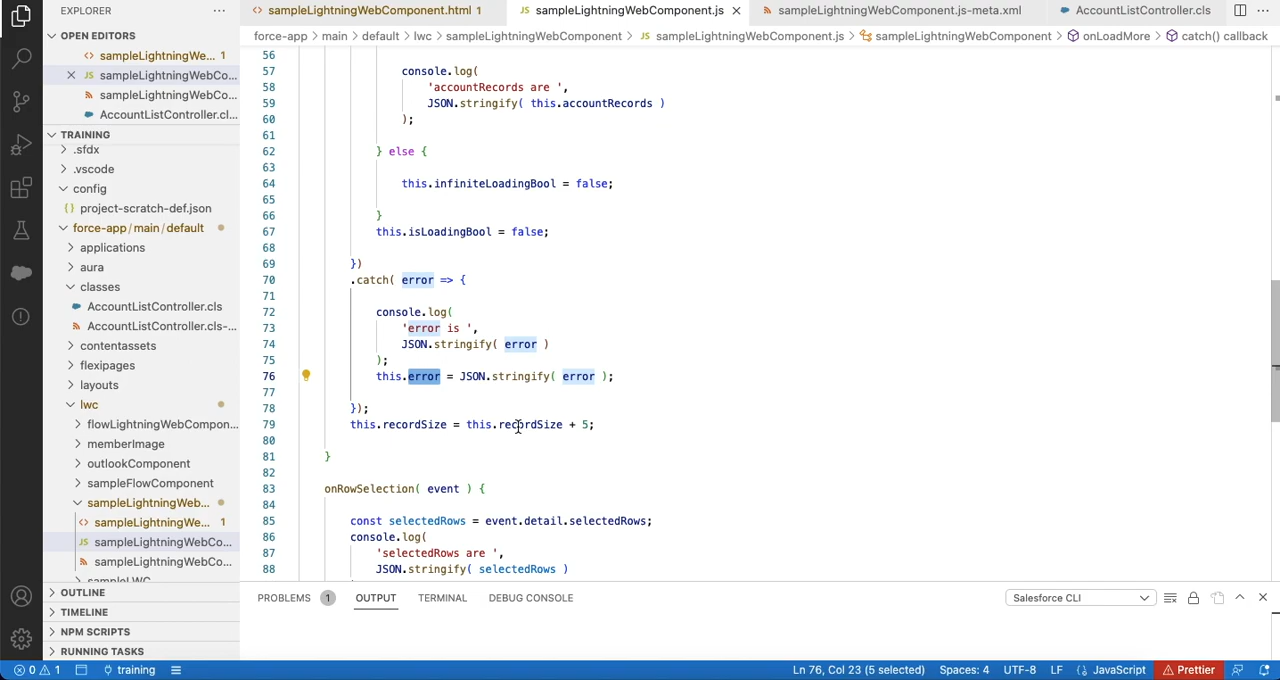 EXPLORER
sampleLightningWebComponent.html 1
JS sampleLightningWebComponent.js
sampleLightningWebComponent.js-meta.xml
AccountListController.cls
force-app > main > default > lwc > sampleLightningWebComponent > JS sampleLightningWebComponent.js > sampleLightningWebComponent > onLoadMore > catch() callback
OPEN EDITORS
sampleLightningWe... 1
JS sampleLightningWebCo...
sampleLightningWebCo...
AccountListController.cl...
TRAINING
.sfdx
.vscode
config
{} project-scratch-def.json
force-app/main/default
applications
aura
classes
AccountListController.cls
AccountListController.cls-...
contentassets
flexipages
layouts
lwc
flowLightningWebCompon...
memberImage
outlookComponent
sampleFlowComponent
sampleLightningWeb...
sampleLightningWe... 1
JS sampleLightningWebCo...
sampleLightningWebCo...
sampleLWC
OUTLINE
TIMELINE
NPM SCRIPTS
RUNNING TASKS
56
57 console.log(
58 'accountRecords are ',
59 JSON.stringify( this.accountRecords )
60 );
61
62 } else {
63
64 this.infiniteLoadingBool = false;
65
66 }
67 this.isLoadingBool = false;
68
69 })
70 .catch( error => {
71
72 console.log(
73 'error is ',
74 JSON.stringify( error )
75 );
76 this.error = JSON.stringify( error );
77
78 });
79 this.recordSize = this.recordSize + 5;
80
81 }
82
83 onRowSelection( event ) {
84
85 const selectedRows = event.detail.selectedRows;
86 console.log(
87 'selectedRows are ',
88 JSON.stringify( selectedRows )
PROBLEMS 1 OUTPUT TERMINAL DEBUG CONSOLE
Salesforce CLI
0 1 training
Ln 76, Col 23 (5 selected) Spaces: 4 UTF-8 LF {} JavaScript Prettier